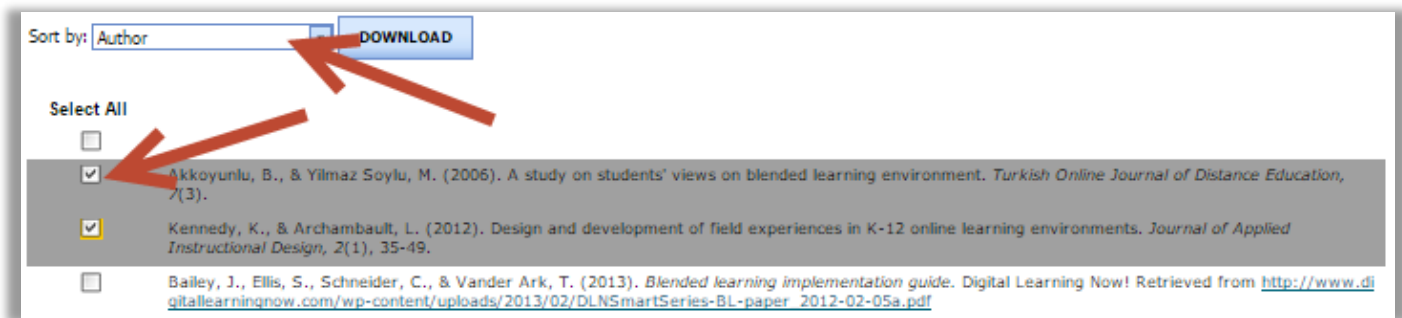 Sort by: Author DOWNLOAD
Select All
Akkoyunlu, B., & Yilmaz Soylu, M. (2006). A study on students' views on blended learning environment. Turkish Online Journal of Distance Education,
7(3).
Kennedy, K., & Archambault, L. (2012). Design and development of field experiences in K-12 online learning environments. Journal of Applied
Instructional Design, 2(1), 35-49.
Bailey, J., Ellis, S., Schneider, C., & Vander Ark, T. (2013). Blended learning implementation guide. Digital Learning Now! Retrieved from http://www.di
gitallearningnow.com/wp-content/uploads/2013/02/DLNSmartSeries-BL-paper_2012-02-05a.pdf